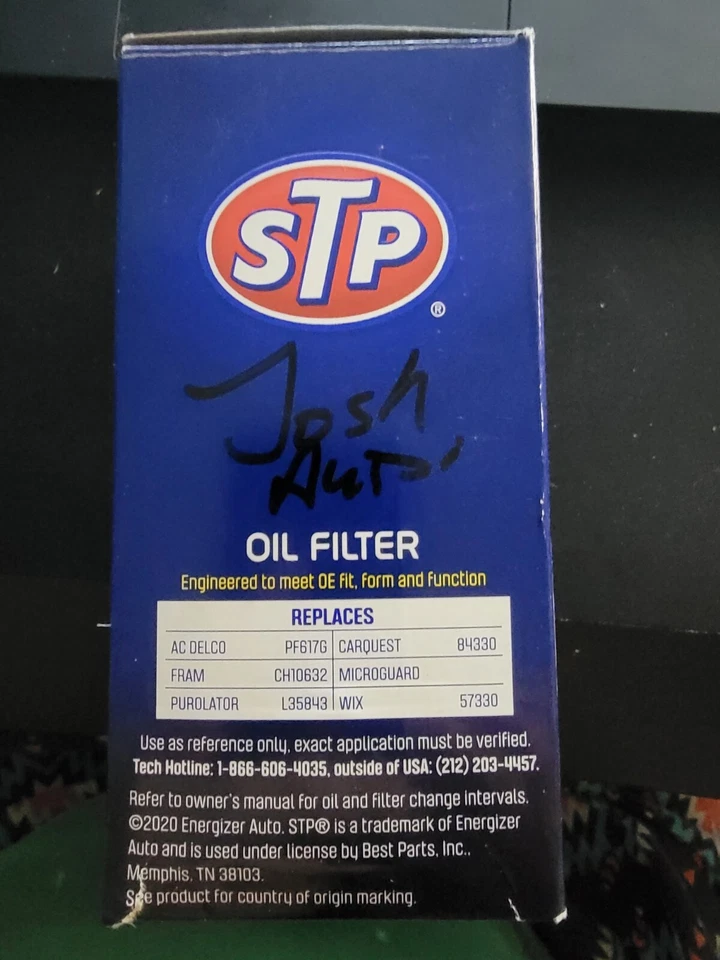 STP
®
Josh
Auto
OIL FILTER
Engineered to meet OE fit, form and function
REPLACES
AC DELCO PF617G CARQUEST 84330
FRAM CH10632 MICROGUARD
PUROLATOR L35843 WIX 57330
Use as reference only, exact application must be verified.
Tech Hotline: 1-866-606-4035, outside of USA: (212) 203-4457.
Refer to owner's manual for oil and filter change intervals.
©2020 Energizer Auto. STP® is a trademark of Energizer
Auto and is used under license by Best Parts, Inc.,
Memphis, TN 38103.
See product for country of origin marking.